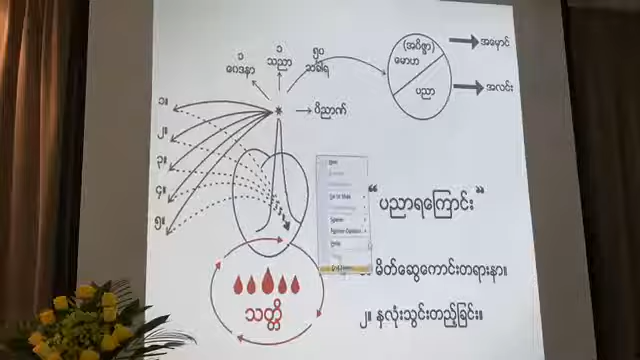 ၁
ဝေဒနာ
၁
သညာ
၅၀
သင်္ခါရ
(အဝိဇ္ဇာ)
မောဟ
ပညာ
အမှောင်
အလင်း
၁။
၂။
၃။
၄။
၅။
ဝိညာဏ်
“ပညာရကြောင်း”
မိတ်ဆွေကောင်းတရားနာ။
၂။ နှလုံးသွင်းတည့်ခြင်း။
သတ္တိ